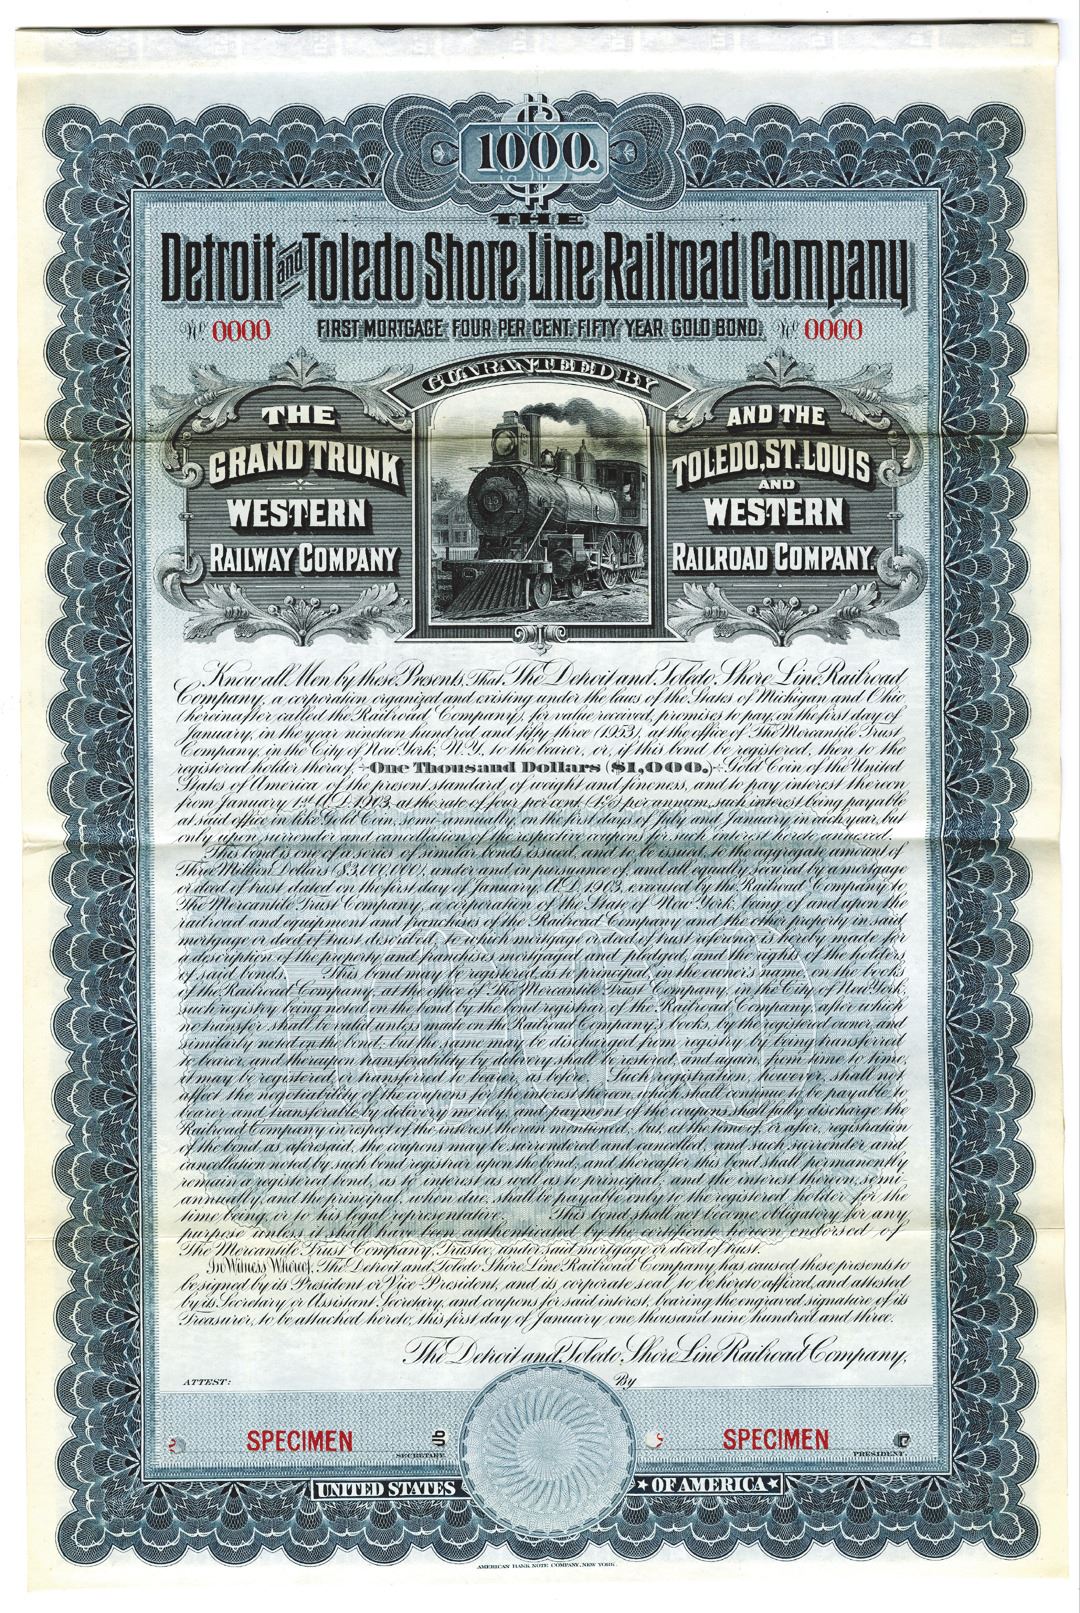 1000.
THE
Detroit and Toledo Shore Line Railroad Company
No. 0000 FIRST MORTGAGE FOUR PER CENT. FIFTY YEAR GOLD BOND. No. 0000
GUARANTEED BY
THE
GRAND TRUNK
WESTERN
RAILWAY COMPANY
AND THE
TOLEDO, ST. LOUIS
AND
WESTERN
RAILROAD COMPANY.
Know all Men by these Presents, That The Detroit and Toledo Shore Line Railroad
Company, a corporation organized and existing under the laws of the States of Michigan and Ohio
(hereinafter called the Railroad Company), for value received, promises to pay, on the first day of
January, in the year nineteen hundred and fifty three (1953), at the office of The Mercantile Trust
Company, in the City of New York, N.Y. to the bearer, or, if this bond be registered, then to the
registered holder thereof, One Thousand Dollars ($1,000.) Gold Coin of the United
States of America of the present standard of weight and fineness, and to pay interest thereon
from January 1st A.D. 1903, at the rate of four per cent. (4%) per annum, such interest being payable
at said office in like Gold Coin, semi-annually, on the first days of July and January in each year, but
only upon surrender and cancellation of the respective coupons for such interest hereto annexed.
This bond is one of a series of similar bonds issued, and to be issued, to the aggregate amount of
Three Million Dollars ($3,000,000), under and in pursuance of, and all equally secured by a mortgage
or deed of trust dated on the first day of January, A.D. 1903, executed by the Railroad Company to
The Mercantile Trust Company, a corporation of the State of New York, being of and upon the
railroad and equipment and franchises of the Railroad Company and the other property in said
mortgage or deed of trust described, to which mortgage or deed of trust reference is hereby made for
a description of the property and franchises mortgaged and pledged, and the rights of the holders
of said bonds. This bond may be registered, as to principal, in the owner's name, on the books
of the Railroad Company, at the office of The Mercantile Trust Company, in the City of New York,
such registry being noted on the bond by the bond registrar of the Railroad Company, after which
no transfer shall be valid unless made on the Railroad Company's books, by the registered owner, and
similarly noted on the bond; but the same may be discharged from registry by being transferred
to bearer, and thereupon transferability by delivery shall be restored, and again, from time to time,
it may be registered, or transferred to bearer, as before. Such registration, however, shall not
affect the negotiability of the coupons for the interest thereon, which shall continue to be payable to
bearer and transferable by delivery merely, and payment of the coupons shall fully discharge the
Railroad Company in respect of the interest therein mentioned, but, at the time of, or after, registration
of the bond as aforesaid, the coupons may be surrendered and cancelled, and such surrender and
cancellation noted by such bond registrar upon the bond, and thereafter this bond shall permanently
remain a registered bond, as to interest as well as to principal, and the interest thereon, semi-
annually, and the principal, when due, shall be payable only to the registered holder for the
time being, or to his legal representative. This bond shall not become obligatory for any
purpose unless it shall have been authenticated by the certificate hereon endorsed of
The Mercantile Trust Company, Trustee, under said mortgage or deed of trust.
In Witness Whereof, The Detroit and Toledo Shore Line Railroad Company has caused these presents to
be signed by its President or Vice-President, and its corporate seal to be hereto affixed, and attested
by its Secretary or Assistant Secretary, and coupons for said interest, bearing the engraved signature of its
Treasurer, to be attached hereto, this first day of January, one thousand nine hundred and three.
The Detroit and Toledo Shore Line Railroad Company,
ATTEST: By
SPECIMEN SPECIMEN
SECRETARY. PRESIDENT.
UNITED STATES OF AMERICA
AMERICAN BANK NOTE COMPANY, NEW YORK.